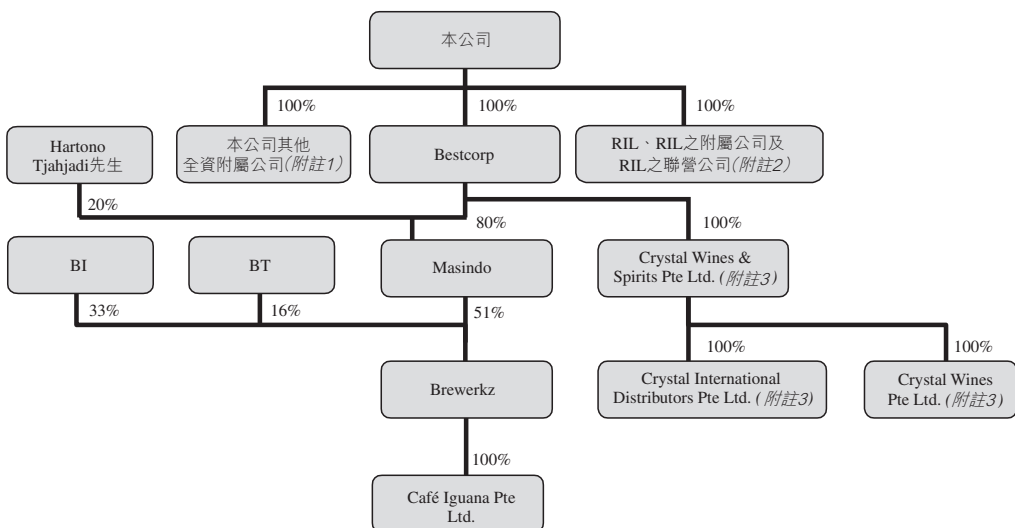 本公司
100%
100%
100%
Hartono
Tjahjadi先生
本公司其他
全資附屬公司(附註1)
Bestcorp
RIL、RIL之附屬公司及
RIL之聯營公司(附註2)
20%
80%
100%
BI
BT
Masindo
Crystal Wines &
Spirits Pte Ltd. (附註3)
33%
16%
51%
100%
100%
Brewerkz
Crystal International
Distributors Pte Ltd. (附註3)
Crystal Wines
Pte Ltd. (附註3)
100%
Café Iguana Pte
Ltd.